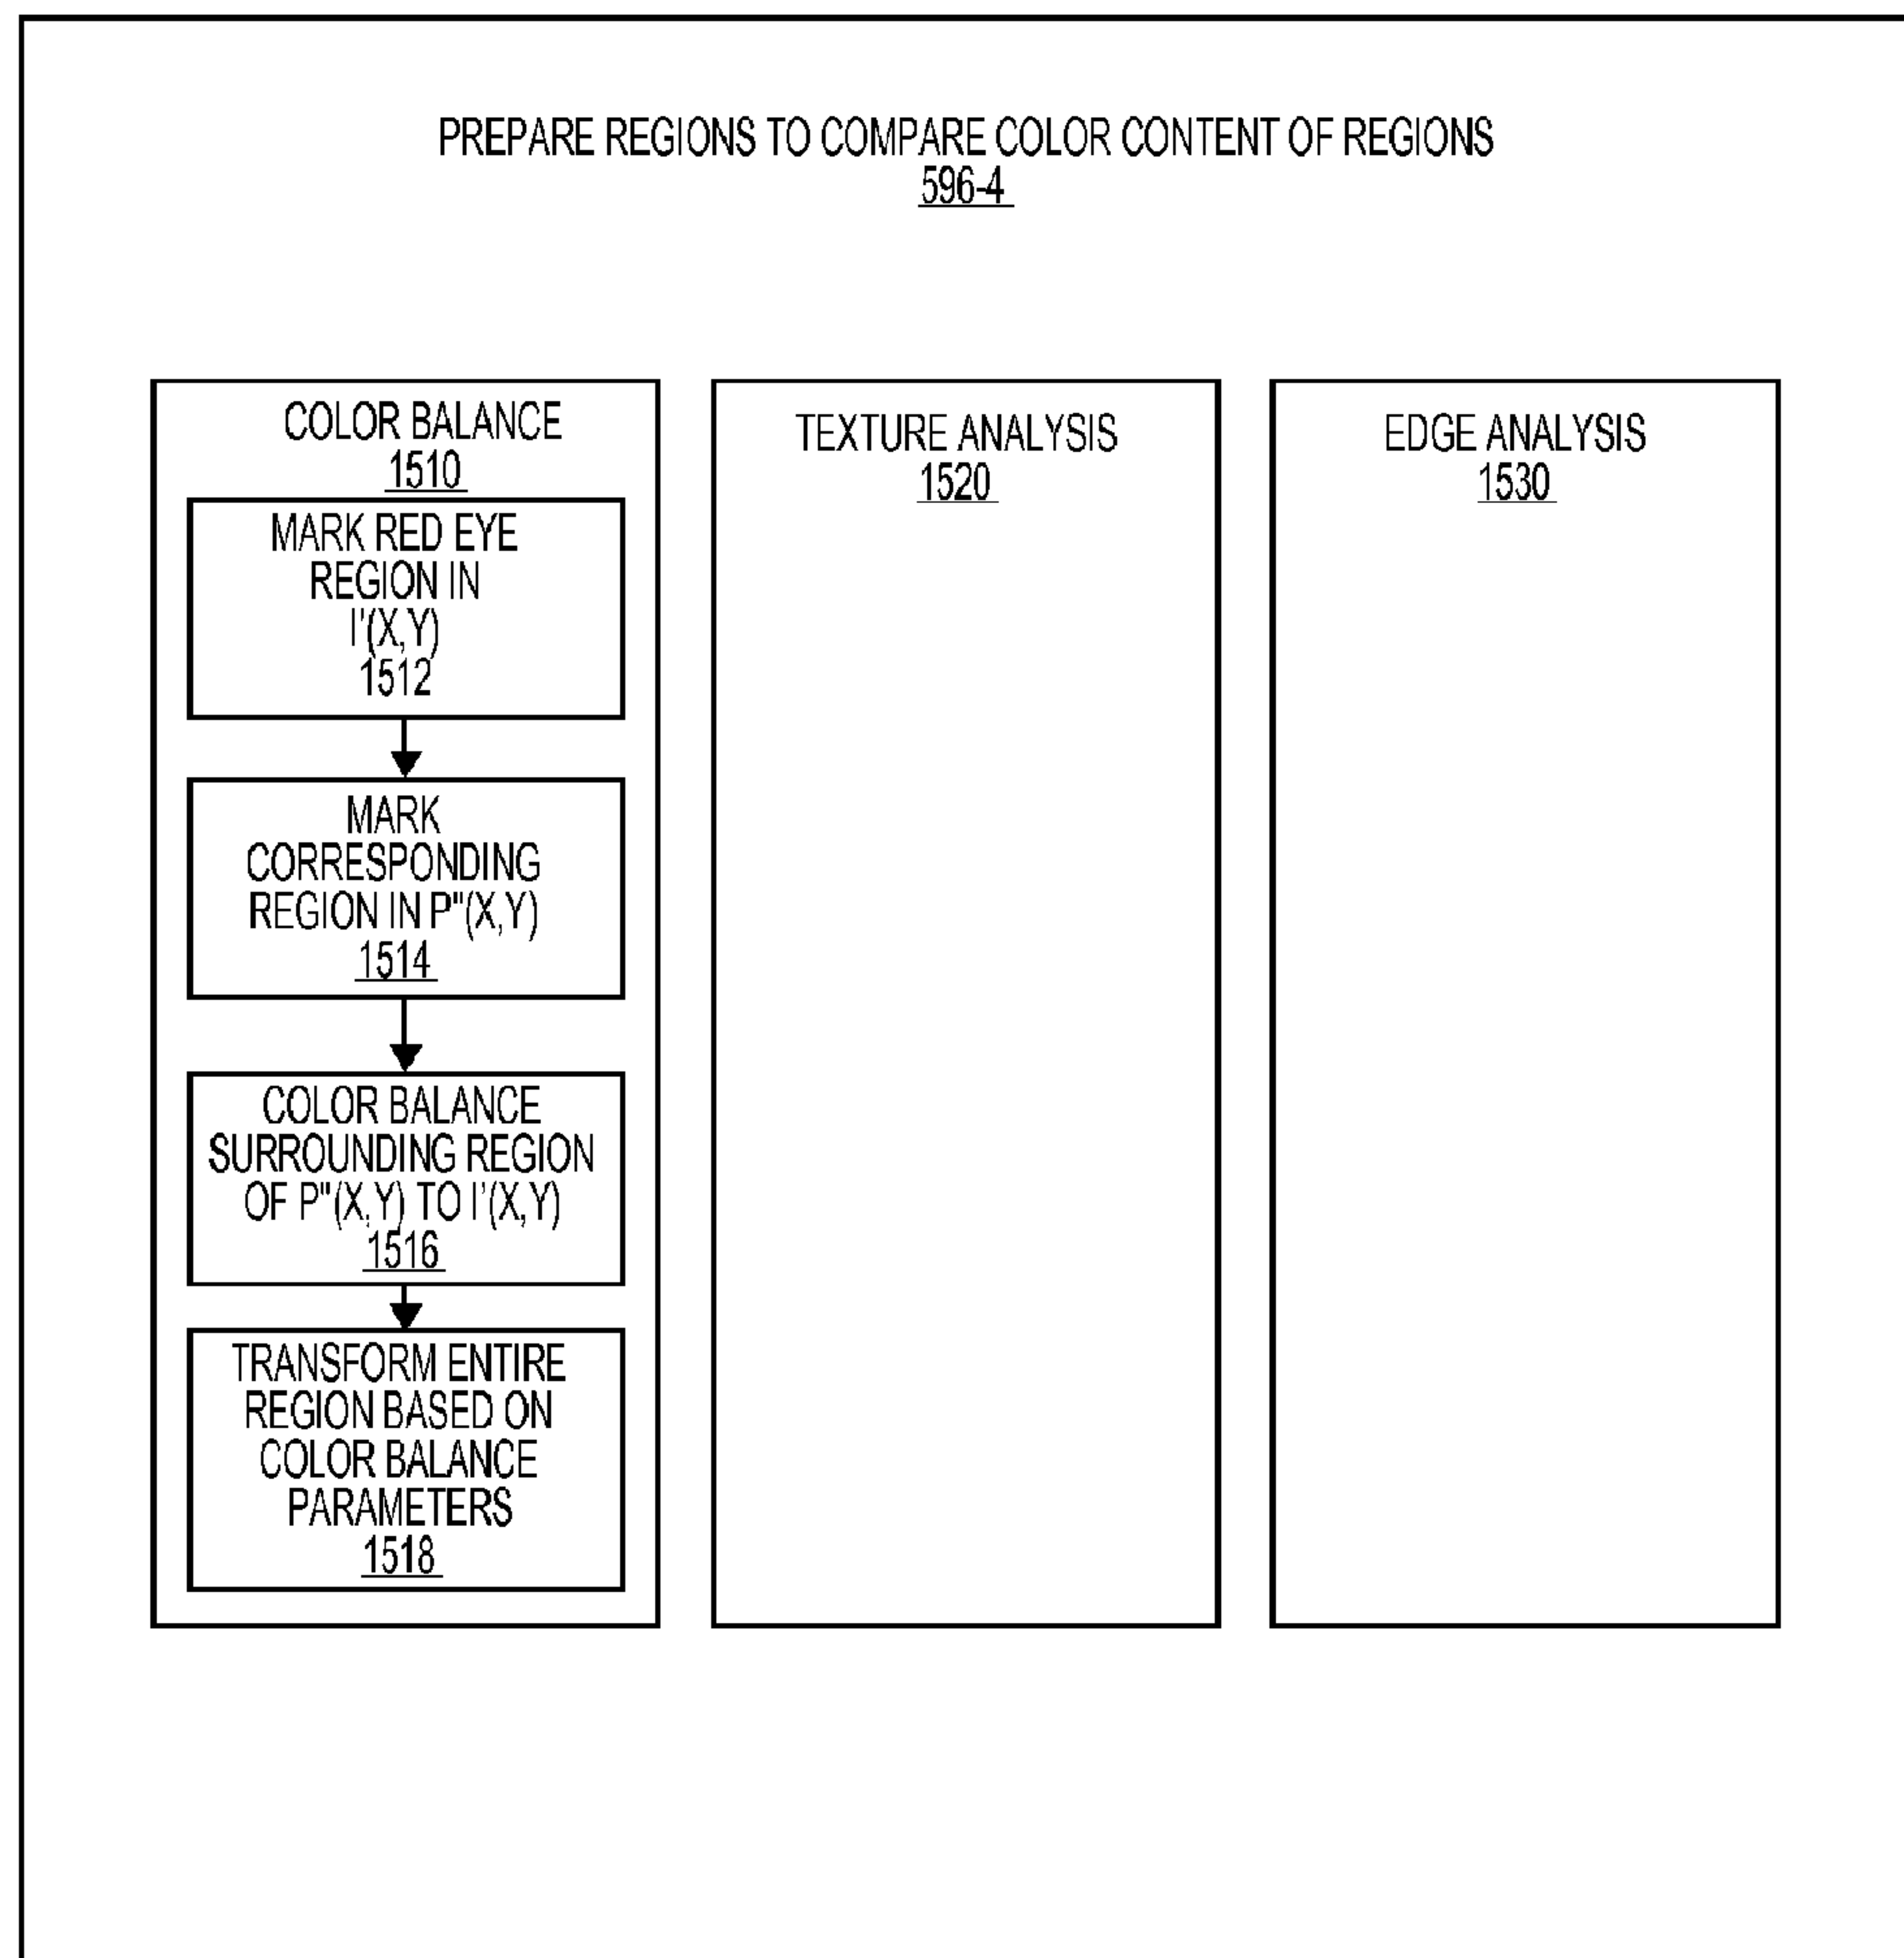 PREPARE REGIONS TO COMPARE COLOR CONTENT OF REGIONS
596-4
COLOR BALANCE
1510
MARK RED EYE
REGION IN
I'(X,Y)
1512
MARK
CORRESPONDING
REGION IN P"(X,Y)
1514
COLOR BALANCE
SURROUNDING REGION
OF P"(X,Y) TO I'(X,Y)
1516
TRANSFORM ENTIRE
REGION BASED ON
COLOR BALANCE
PARAMETERS
1518
TEXTURE ANALYSIS
1520
EDGE ANALYSIS
1530